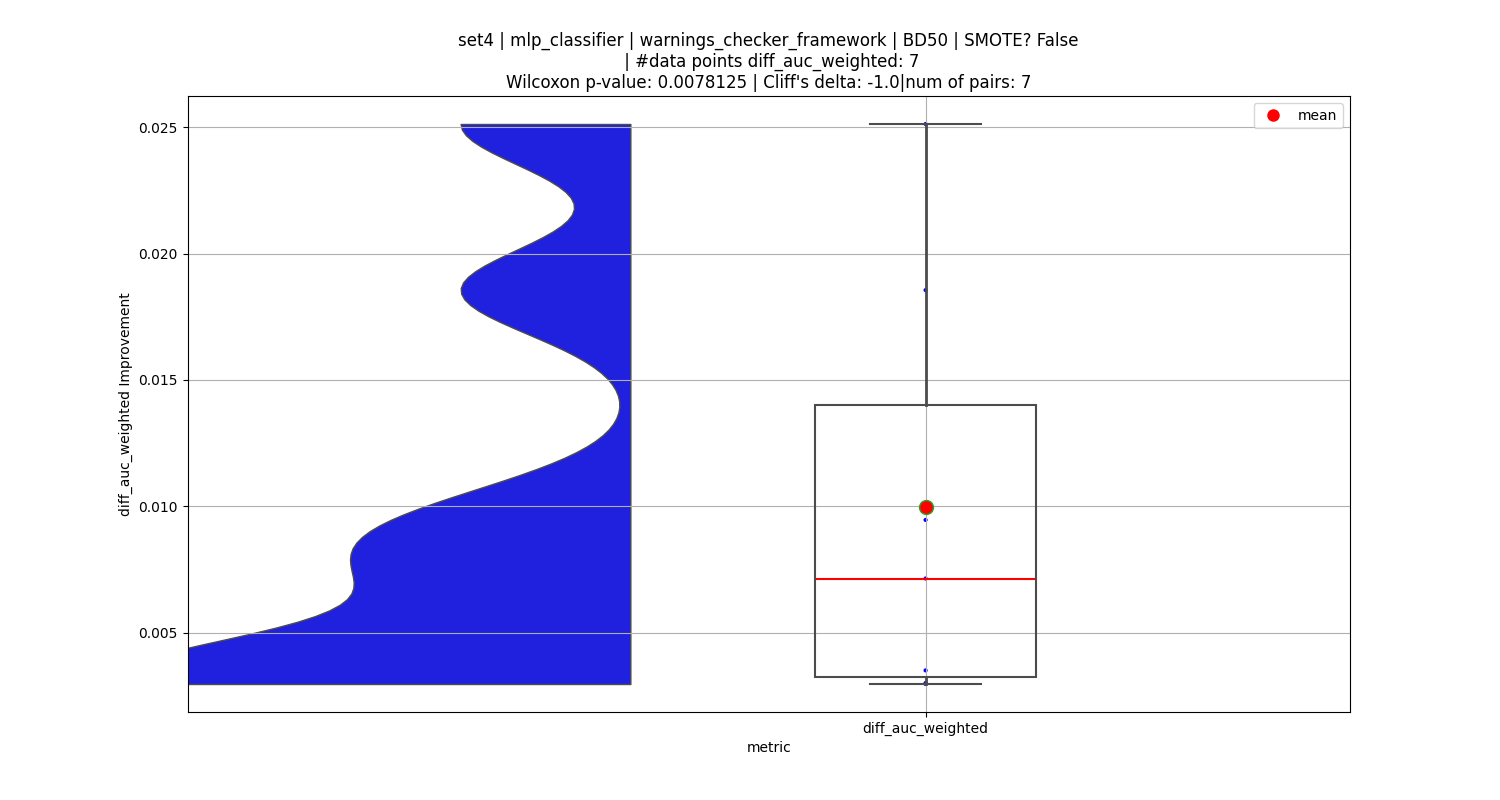 set4 | mlp_classifier | warnings_checker_framework | BD50 | SMOTE? False
| #data points diff_auc_weighted: 7
Wilcoxon p-value: 0.0078125 | Cliff's delta: -1.0|num of pairs: 7
mean
0.025
0.020
0.015
0.010
0.005
diff_auc_weighted Improvement
diff_auc_weighted
metric